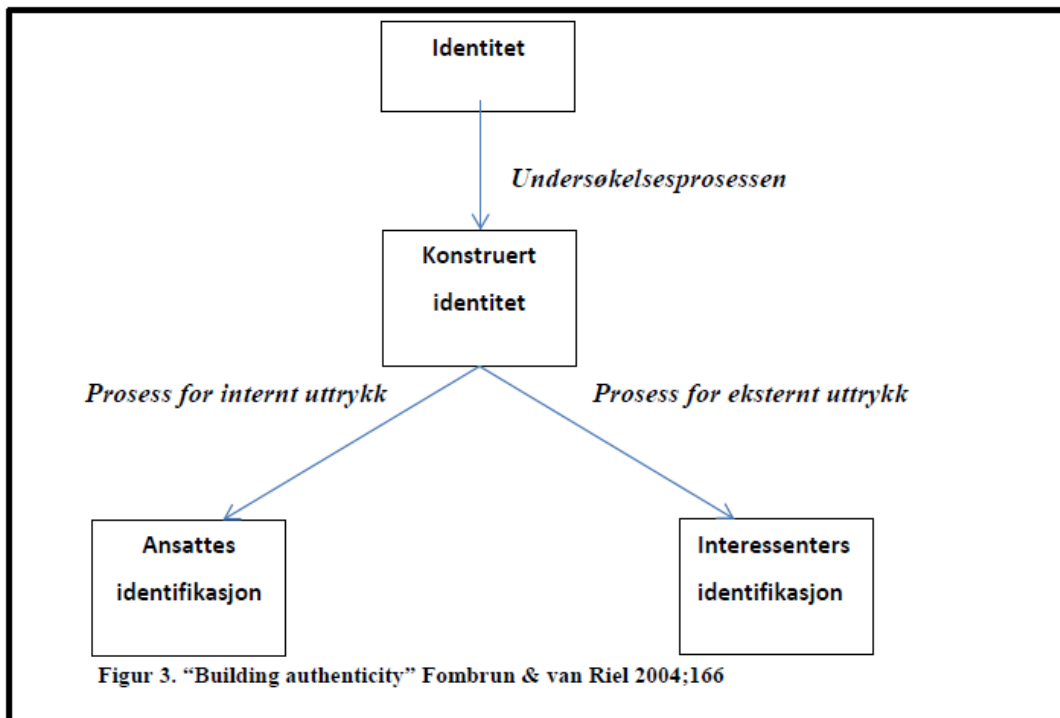 Identitet
Undersøkelsesprosessen
Konstruert
identitet
Prosess for internt uttrykk
Prosess for eksternt uttrykk
Ansattes
identifikasjon
Interessenters
identifikasjon
Figur 3. “Building authenticity” Fombrun & van Riel 2004;166